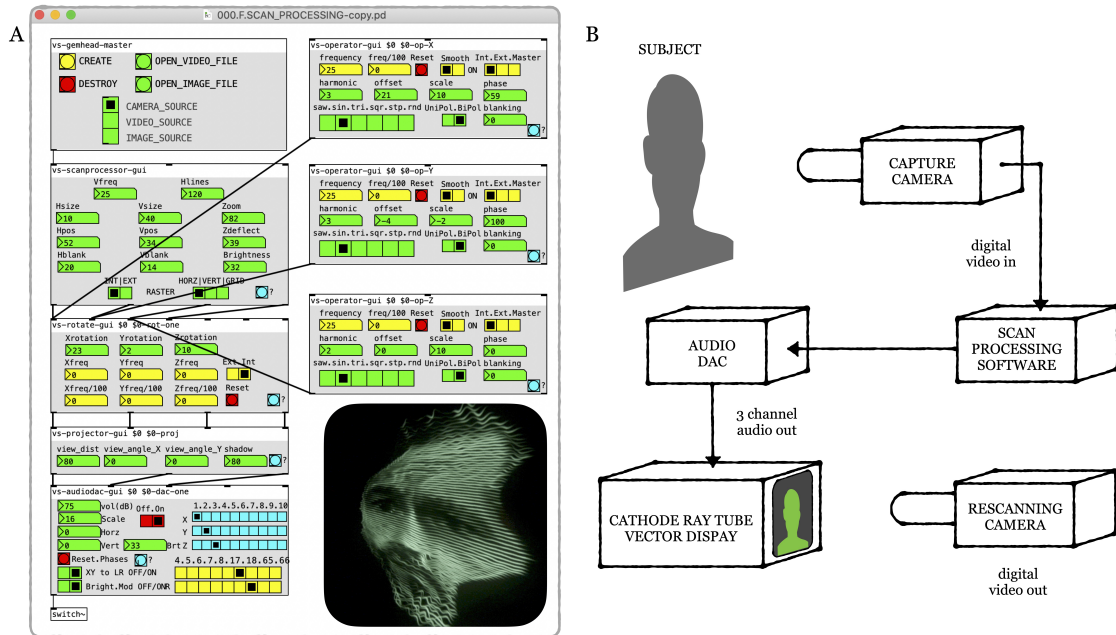 000.F.SCAN_PROCESSING-copy.pd
A
vs-gemhead-master
CREATE OPEN_VIDEO_FILE
DESTROY OPEN_IMAGE_FILE
CAMERA_SOURCE
VIDEO_SOURCE
IMAGE_SOURCE
vs-scanprocessor-gui
Vfreq Hlines
25 120
Hsize Vsize Zoom
10 40 82
Hpos Vpos Zdeflect
52 34 39
Hblank Vblank Brightness
20 14 32
INT|EXT HORZ|VERT|GRID
RASTER ?
vs-rotate-gui $0 $0-rot-one
Xrotation Yrotation Zrotation
23 2 10
Xfreq Yfreq Zfreq Ext Int
0 0 0
Xfreq/100 Yfreq/100 Zfreq/100 Reset
0 0 0 ?
vs-projector-gui $0 $0-proj
view_dist view_angle_X view_angle_Y shadow
80 0 0 80 ?
vs-audiodac-gui $0 $0-dac-one
75 vol(dB) Off.On 1.2.3.4.5.6.7.8.9.10
16 Scale X
0 Horz Y
0 Vert 33 Brt Z
Reset.Phases ? 4.5.6.7.8.17.18.65.66
XY to LR OFF/ON
Bright.Mod OFF/ONR
switch~
vs-operator-gui $0 $0-op-X
frequency freq/100 Reset Smooth Int.Ext.Master
25 0 ON
harmonic offset scale phase
3 21 10 59
saw.sin.tri.sqr.stp.rnd UniPol.BiPol blanking
0
?
vs-operator-gui $0 $0-op-Y
frequency freq/100 Reset Smooth Int.Ext.Master
25 0 ON
harmonic offset scale phase
3 -4 -2 100
saw.sin.tri.sqr.stp.rnd UniPol.BiPol blanking
0
?
vs-operator-gui $0 $0-op-Z
frequency freq/100 Reset Smooth Int.Ext.Master
25 0 ON
harmonic offset scale phase
2 0 10 0
saw.sin.tri.sqr.stp.rnd UniPol.BiPol blanking
0
?
B
SUBJECT
CAPTURE
CAMERA
digital
video in
AUDIO
DAC
SCAN
PROCESSING
SOFTWARE
3 channel
audio out
CATHODE RAY TUBE
VECTOR DISPAY
RESCANNING
CAMERA
digital
video out